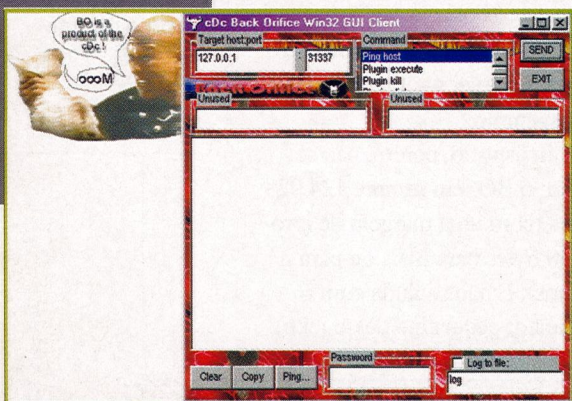 BO is a
product of the
cDc!
Mooo
cDc Back Orifice Win32 GUI Client
Target host:port
127.0.0.1 : 31337
Command
Ping host
Plugin execute
Plugin kill
SEND
EXIT
Unused
Unused
Clear
Copy
Ping...
Password
Log to file:
log